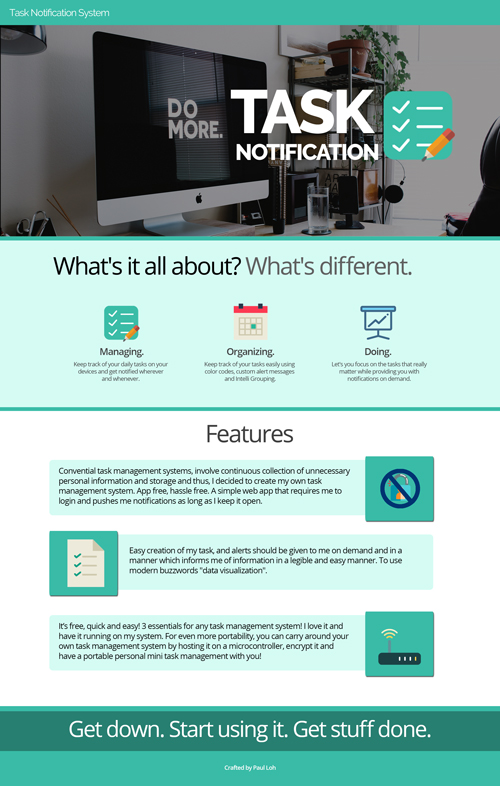 Task Notification System
DO
MORE.
TASK
NOTIFICATION
What's it all about? What's different.
Managing.
Keep track of your daily tasks on your
devices and get notified wherever
and whenever.
Organizing.
Keep track of your tasks easily using
color codes, custom alert messages
and Intelli Grouping.
Doing.
Let's you focus on the tasks that really
matter while providing you with
notifications on demand.
Features
Convential task management systems, involve continuous collection of unnecessary
personal information and storage and thus, I decided to create my own task
management system. App free, hassle free. A simple web app that requires me to
login and pushes me notifications as long as I keep it open.
Easy creation of my task, and alerts should be given to me on demand and in a
manner which informs me of information in a legible and easy manner. To use
modern buzzwords "data visualization".
It's free, quick and easy! 3 essentials for any task management system! I love it and
have it running on my system. For even more portability, you can carry around your
own task management system by hosting it on a microcontroller, encrypt it and
have a portable personal mini task management with you!
Get down. Start using it. Get stuff done.
Crafted by Paul Loh